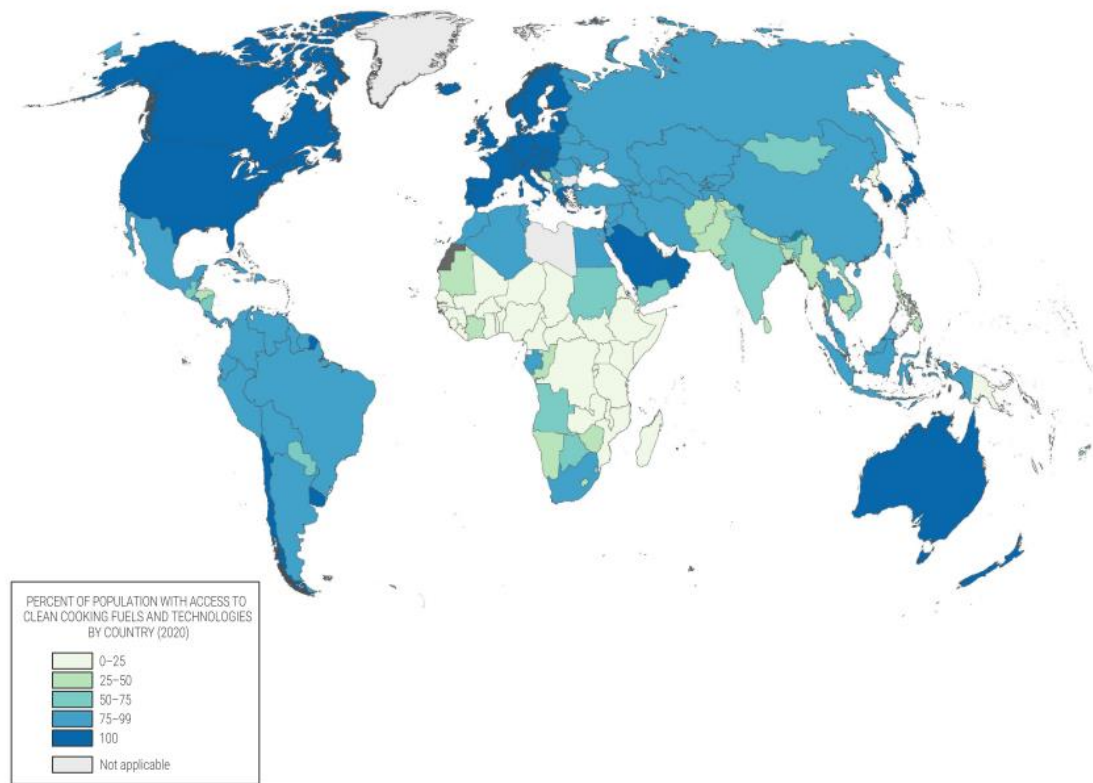 PERCENT OF POPULATION WITH ACCESS TO
CLEAN COOKING FUELS AND TECHNOLOGIES
BY COUNTRY (2020)
0–25
25–50
50–75
75–99
100
Not applicable